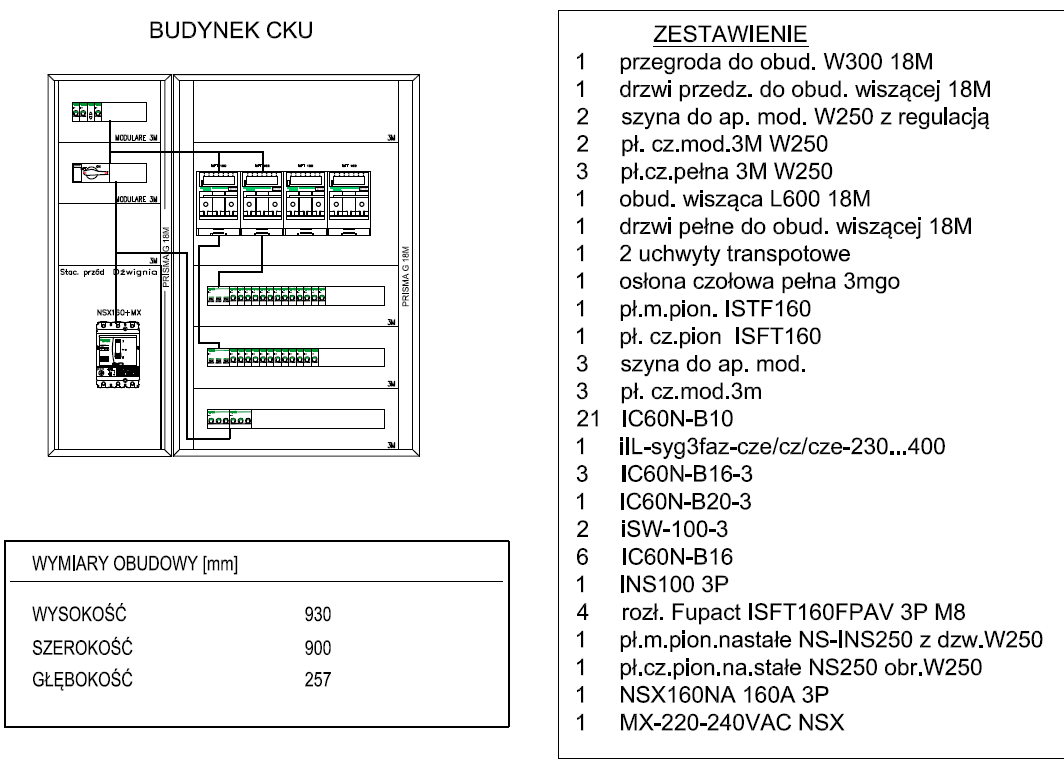 BUDYNEK CKU
MODULARE 3M
MODULARE 3M
3M
Stac. przód Dźwignia
NSX160+MX
PRISMA G 18M
3M
3M
3M
3M
PRISMA G 18M
WYMIARY OBUDOWY [mm]
WYSOKOŚĆ 930
SZEROKOŚĆ 900
GŁĘBOKOŚĆ 257
ZESTAWIENIE
1 przegroda do obud. W300 18M
1 drzwi przedz. do obud. wiszącej 18M
2 szyna do ap. mod. W250 z regulacją
2 pł. cz.mod.3M W250
3 pł.cz.pełna 3M W250
1 obud. wisząca L600 18M
1 drzwi pełne do obud. wiszącej 18M
1 2 uchwyty transpotowe
1 osłona czołowa pełna 3mgo
1 pł.m.pion. ISTF160
1 pł. cz.pion ISFT160
3 szyna do ap. mod.
3 pł. cz.mod.3m
21 IC60N-B10
1 iIL-syg3faz-cze/cz/cze-230...400
3 IC60N-B16-3
1 IC60N-B20-3
2 iSW-100-3
6 IC60N-B16
1 INS100 3P
4 rozł. Fupact ISFT160FPAV 3P M8
1 pł.m.pion.nastałe NS-INS250 z dzw.W250
1 pł.cz.pion.na.stałe NS250 obr.W250
1 NSX160NA 160A 3P
1 MX-220-240VAC NSX